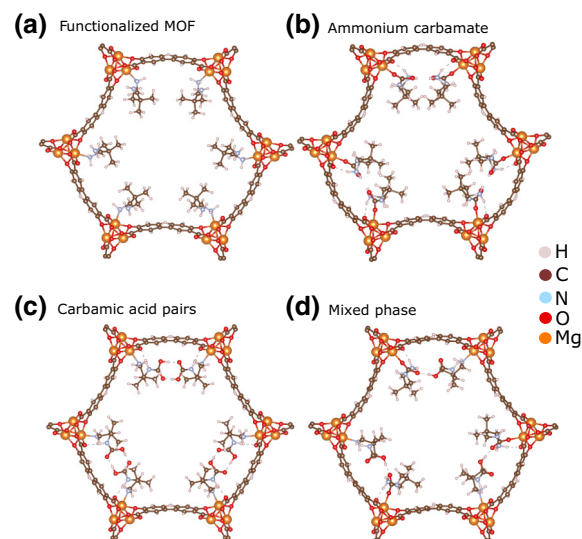 (a) Functionalized MOF
(b) Ammonium carbamate
H
C
N
O
Mg
(c) Carbamic acid pairs
(d) Mixed phase